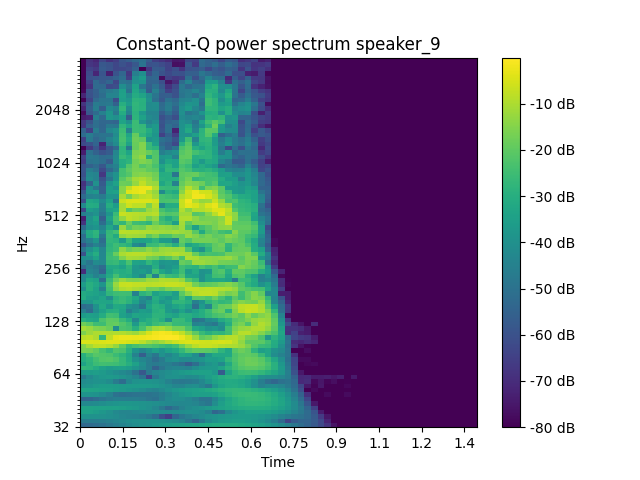 Constant-Q power spectrum speaker_9
Hz
2048
1024
512
256
128
64
32
0 0.15 0.3 0.45 0.6 0.75 0.9 1.1 1.2 1.4
Time
-10 dB
-20 dB
-30 dB
-40 dB
-50 dB
-60 dB
-70 dB
-80 dB